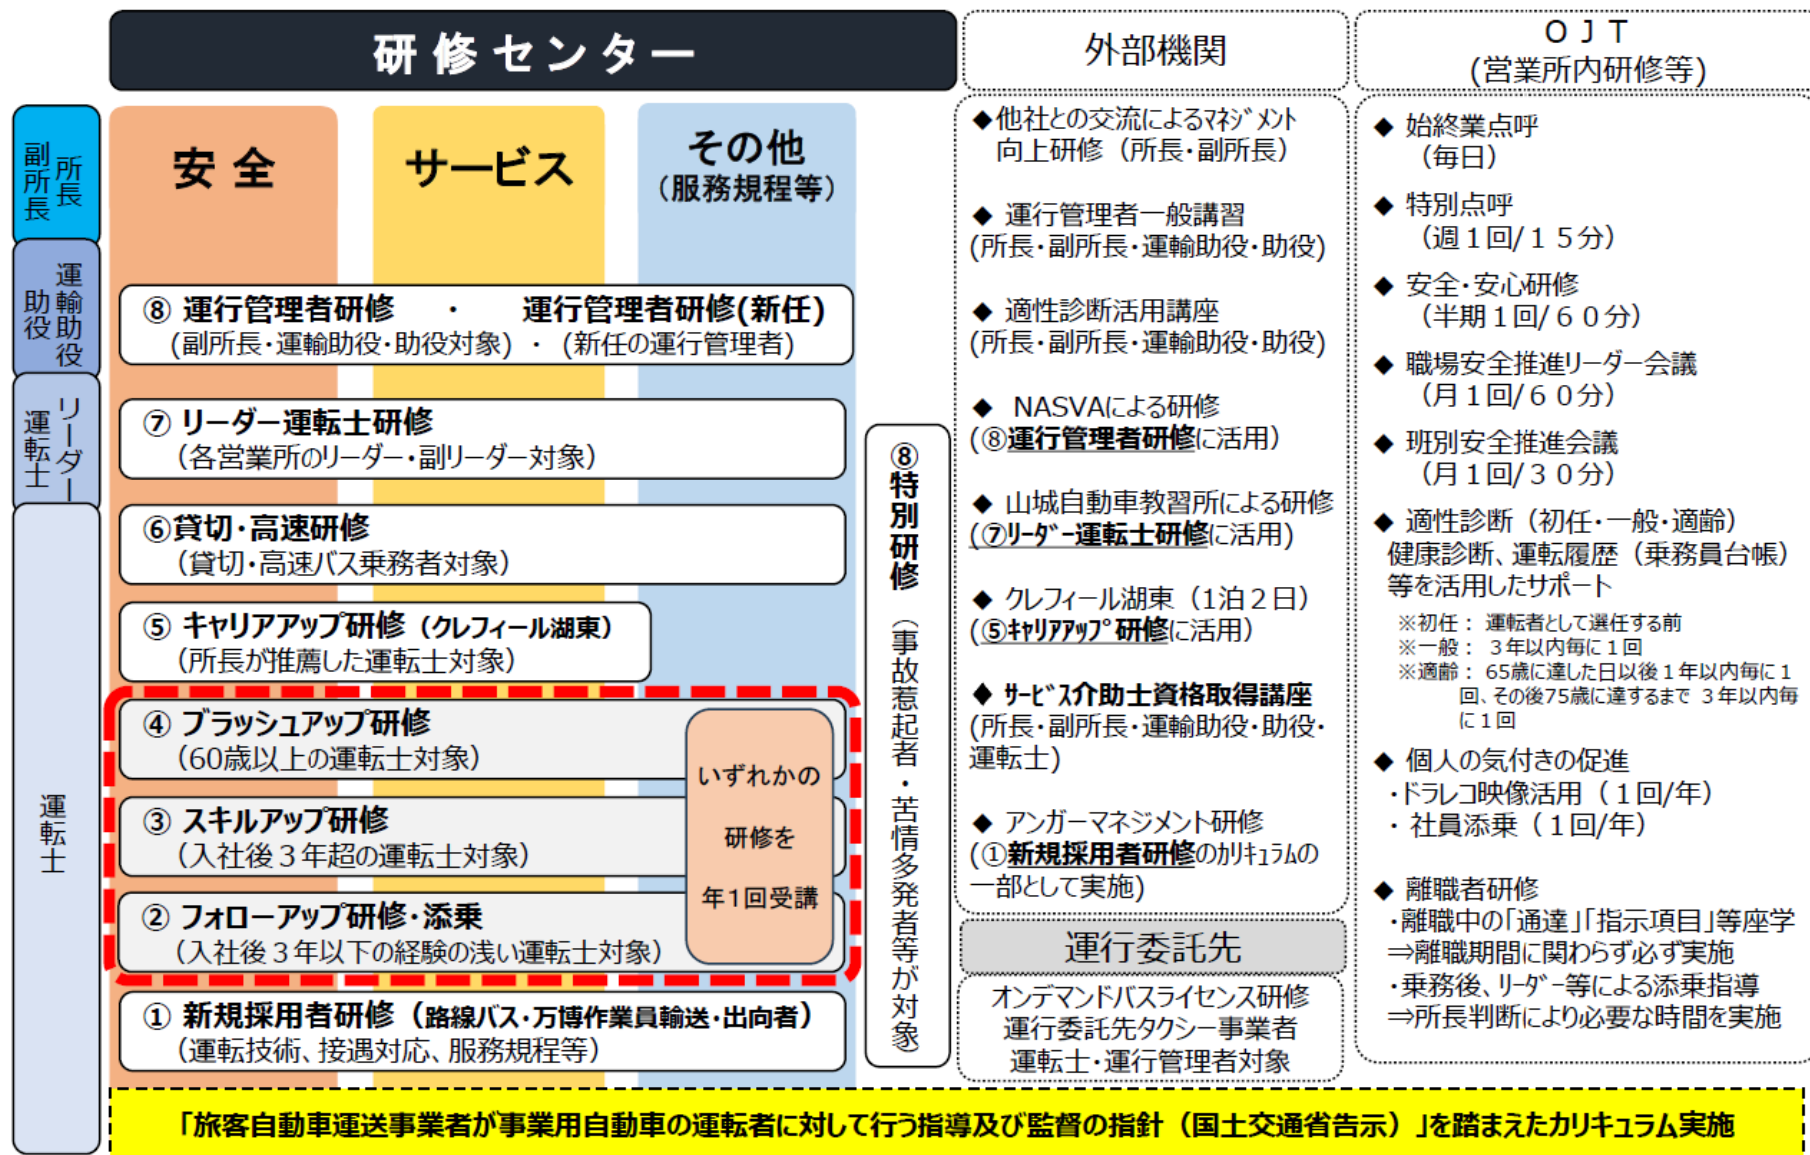 研修センター
外部機関
ＯＪＴ
(営業所内研修等)
所長
副所長
運輸助役
助役
リーダー
運転士
運転士
安全
サービス
その他
(服務規程等)
⑧ 運行管理者研修 ・ 運行管理者研修(新任)
(副所長・運輸助役・助役対象) ・ (新任の運行管理者)
⑦ リーダー運転士研修
(各営業所のリーダー・副リーダー対象)
⑥貸切・高速研修
(貸切・高速バス乗務者対象)
⑤ キャリアアップ研修（クレフィール湖東）
(所長が推薦した運転士対象)
④ ブラッシュアップ研修
(60歳以上の運転士対象)
③ スキルアップ研修
(入社後３年超の運転士対象)
② フォローアップ研修・添乗
(入社後３年以下の経験の浅い運転士対象)
いずれかの
研修を
年1回受講
① 新規採用者研修（路線バス・万博作業員輸送・出向者）
(運転技術、接遇対応、服務規程等)
⑧特別研修（事故惹起者・苦情多発者等が対象）
◆他社との交流によるﾏﾈｼﾞﾒﾝﾄ
向上研修（所長・副所長）
◆ 運行管理者一般講習
(所長・副所長・運輸助役・助役)
◆ 適性診断活用講座
(所長・副所長・運輸助役・助役)
◆ NASVAによる研修
(⑧運行管理者研修に活用)
◆ 山城自動車教習所による研修
(⑦ﾘｰﾀﾞｰ運転士研修に活用)
◆ クレフィール湖東（1泊２日）
(⑤ｷｬﾘｱｱｯﾌﾟ研修に活用)
◆ ｻｰﾋﾞｽ介助士資格取得講座
(所長・副所長・運輸助役・助役・
運転士)
◆ アンガーマネジメント研修
(①新規採用者研修のｶﾘｷｭﾗﾑの
一部として実施)
運行委託先
オンデマンドバスライセンス研修
運行委託先タクシー事業者
運転士・運行管理者対象
◆ 始終業点呼
（毎日）
◆ 特別点呼
（週１回/１５分）
◆ 安全・安心研修
（半期１回/６０分）
◆ 職場安全推進リーダー会議
（月１回/６０分）
◆ 班別安全推進会議
（月１回/３０分）
◆ 適性診断（初任・一般・適齢）
健康診断、運転履歴（乗務員台帳）
等を活用したサポート
※初任： 運転者として選任する前
※一般： ３年以内毎に１回
※適齢： 65歳に達した日以後１年以内毎に１
回、その後75歳に達するまで ３年以内毎
に１回
◆ 個人の気付きの促進
・ドラレコ映像活用（１回/年）
・ 社員添乗（１回/年）
◆ 離職者研修
・離職中の「通達」「指示項目」等座学
⇒離職期間に関わらず必ず実施
・乗務後、ﾘｰﾀﾞｰ等による添乗指導
⇒所長判断により必要な時間を実施
「旅客自動車運送事業者が事業用自動車の運転者に対して行う指導及び監督の指針（国土交通省告示）」を踏まえたカリキュラム実施